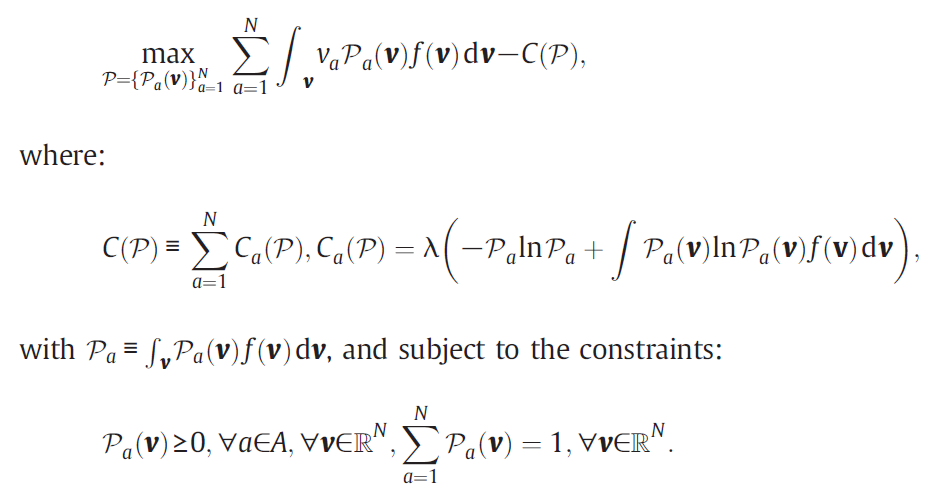 max_{𝒫={𝒫_a(𝒗)}_{a=1}^N} ∑_{a=1}^N ∫_𝒗 v_a 𝒫_a(𝒗) f(𝒗) d𝒗−C(𝒫),
where:
C(𝒫) ≡ ∑_{a=1}^N C_a(𝒫), C_a(𝒫) = λ(−𝒫_a ln 𝒫_a + ∫ 𝒫_a(𝒗) ln 𝒫_a(𝒗) f(𝐯) d𝒗),
with 𝒫_a ≡ ∫_𝒗 𝒫_a(𝒗) f(𝒗) d𝒗, and subject to the constraints:
𝒫_a(𝒗) ≥ 0, ∀a∈A, ∀𝒗∈ℝ^N, ∑_{a=1}^N 𝒫_a(𝒗) = 1, ∀𝒗∈ℝ^N.